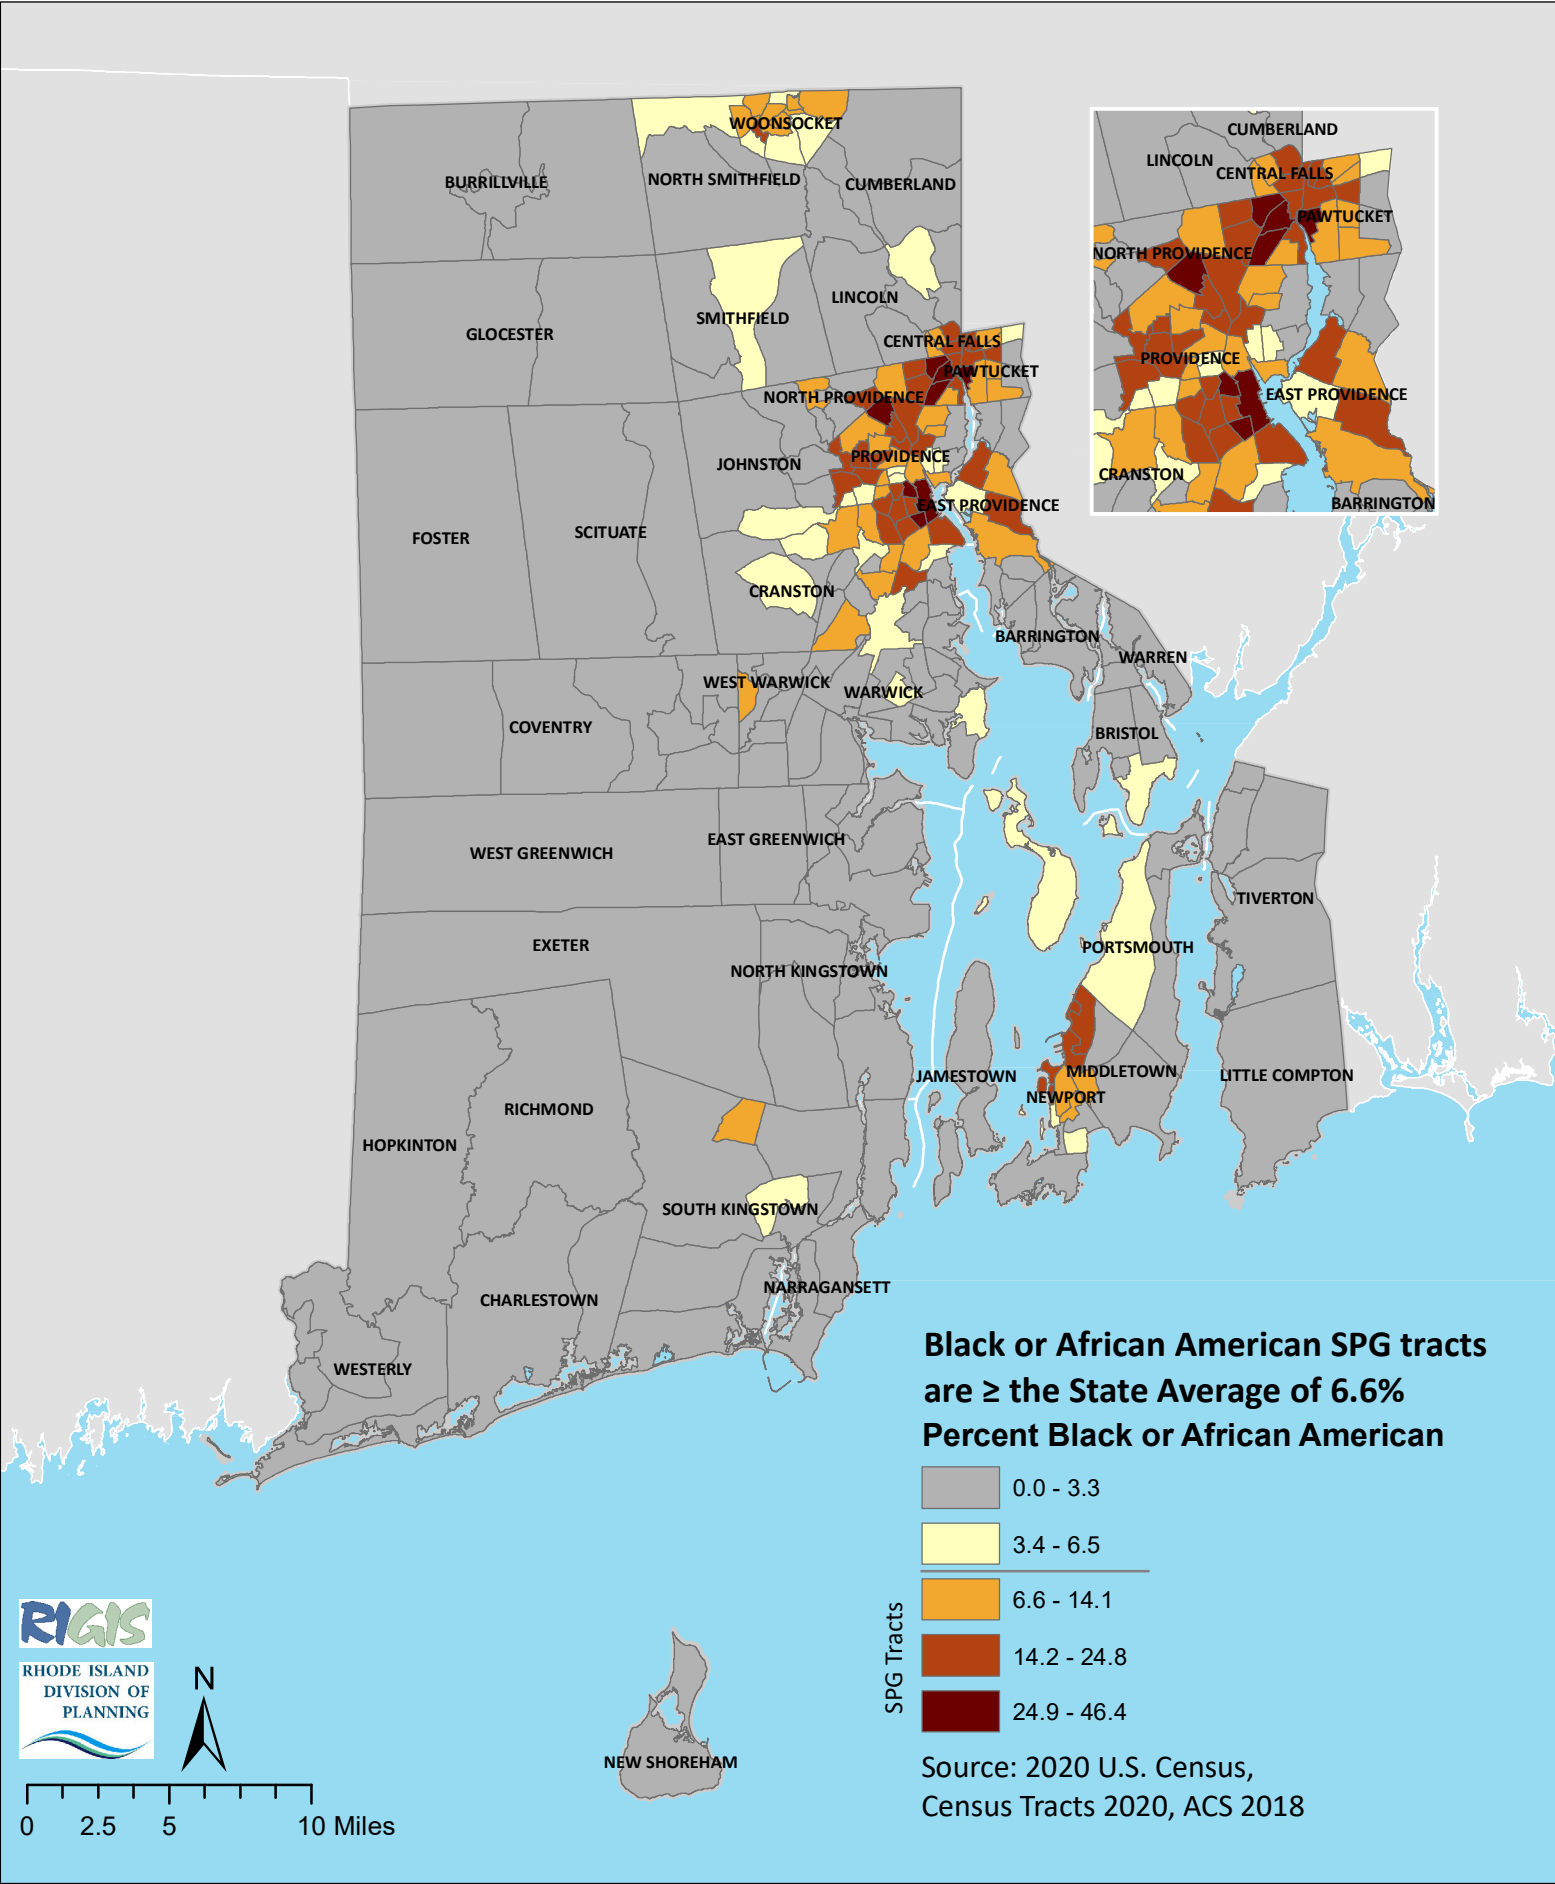 WOONSOCKET
BURRILLVILLE
NORTH SMITHFIELD
CUMBERLAND
LINCOLN
SMITHFIELD
GLOCESTER
CENTRAL FALLS
PAWTUCKET
NORTH PROVIDENCE
JOHNSTON
PROVIDENCE
EAST PROVIDENCE
FOSTER
SCITUATE
CRANSTON
BARRINGTON
WARREN
WEST WARWICK
WARWICK
COVENTRY
BRISTOL
EAST GREENWICH
WEST GREENWICH
TIVERTON
EXETER
PORTSMOUTH
NORTH KINGSTOWN
JAMESTOWN
MIDDLETOWN
LITTLE COMPTON
NEWPORT
RICHMOND
HOPKINTON
SOUTH KINGSTOWN
NARRAGANSETT
CHARLESTOWN
WESTERLY
NEW SHOREHAM
CUMBERLAND
LINCOLN
CENTRAL FALLS
PAWTUCKET
NORTH PROVIDENCE
PROVIDENCE
EAST PROVIDENCE
CRANSTON
BARRINGTON
Black or African American SPG tracts
are ≥ the State Average of 6.6%
Percent Black or African American
0.0 - 3.3
3.4 - 6.5
6.6 - 14.1
14.2 - 24.8
24.9 - 46.4
SPG Tracts
Source: 2020 U.S. Census,
Census Tracts 2020, ACS 2018
RIGIS
RHODE ISLAND
DIVISION OF
PLANNING
N
0 2.5 5 10 Miles